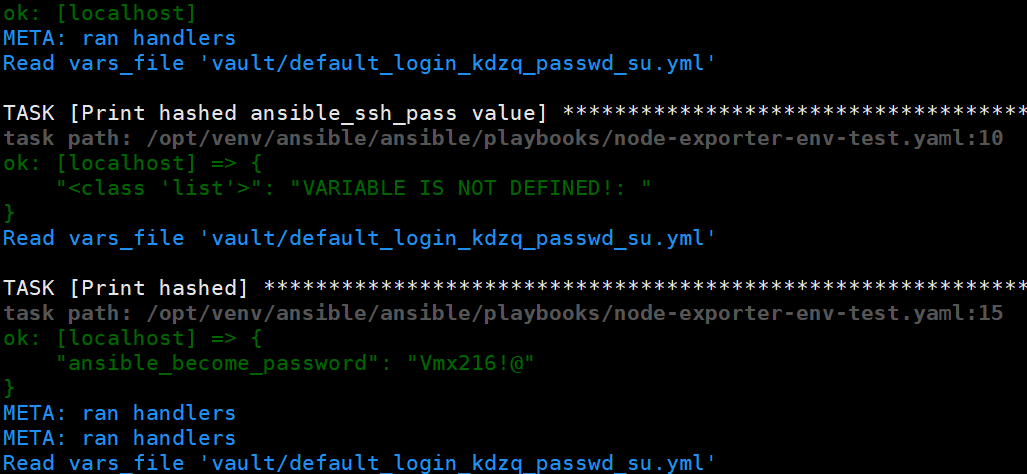 ok: [localhost]
META: ran handlers
Read vars_file 'vault/default_login_kdzq_passwd_su.yml'
TASK [Print hashed ansible_ssh_pass value] ************************************
task path: /opt/venv/ansible/ansible/playbooks/node-exporter-env-test.yaml:10
ok: [localhost] => {
    "<class 'list'>": "VARIABLE IS NOT DEFINED!: "
}
Read vars_file 'vault/default_login_kdzq_passwd_su.yml'
TASK [Print hashed] ***********************************************************
task path: /opt/venv/ansible/ansible/playbooks/node-exporter-env-test.yaml:15
ok: [localhost] => {
    "ansible_become_password": "Vmx216!@"
}
META: ran handlers
META: ran handlers
Read vars_file 'vault/default_login_kdzq_passwd_su.yml'